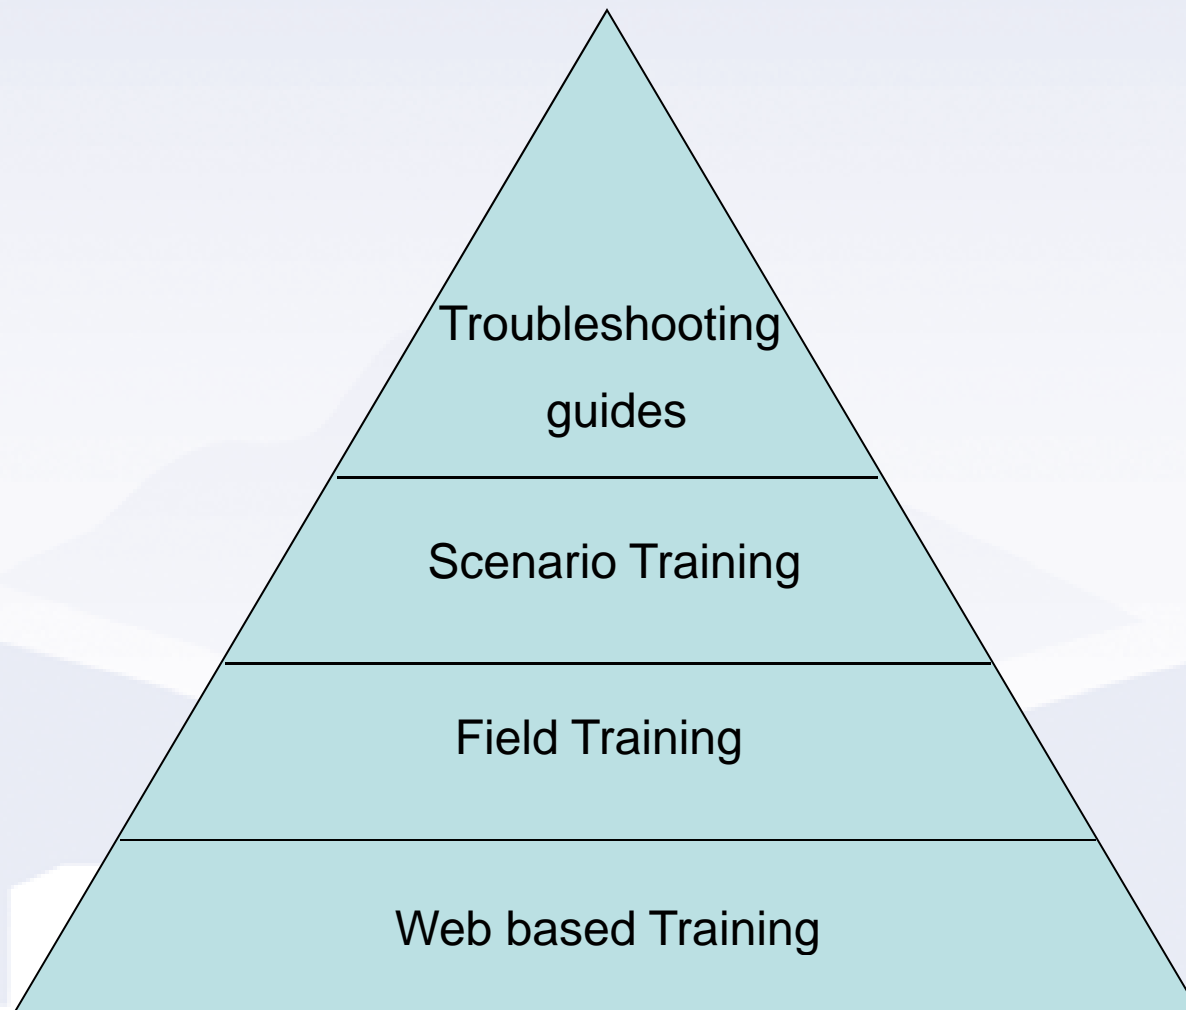 Troubleshooting
guides
Scenario Training
Field Training
Web based Training